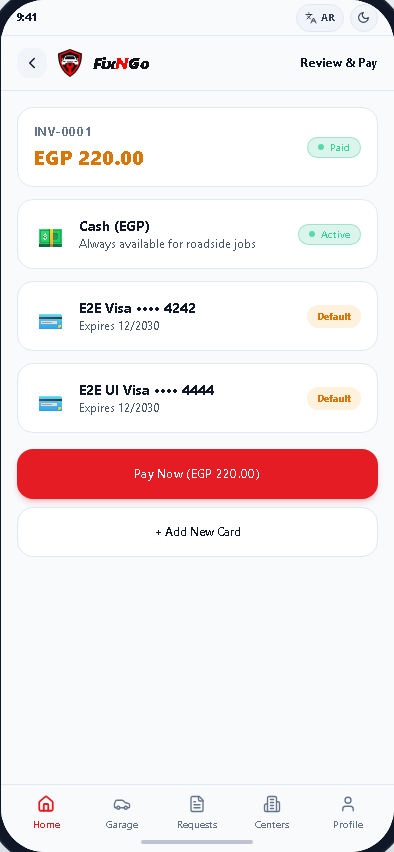 9:41
AR
FixNGo
Review & Pay
INV-0001
EGP 220.00
Paid
Cash (EGP)
Always available for roadside jobs
Active
E2E Visa •••• 4242
Expires 12/2030
Default
E2E UI Visa •••• 4444
Expires 12/2030
Default
Pay Now (EGP 220.00)
+ Add New Card
Home
Garage
Requests
Centers
Profile